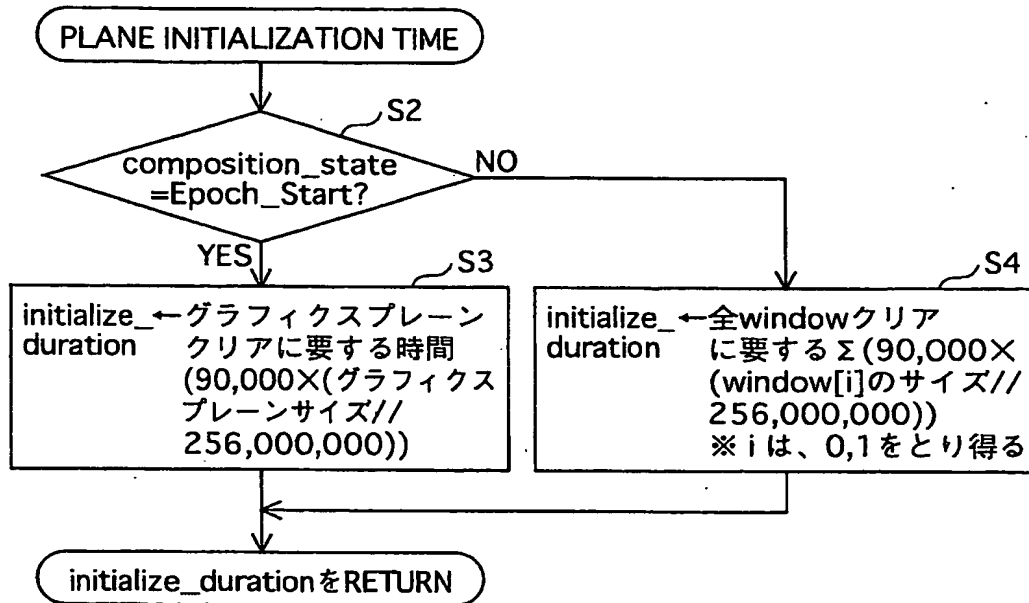 PLANE INITIALIZATION TIME
S2
composition_state
=Epoch_Start?
NO
YES
S3
initialize_←グラフィクスプレーン
duration クリアに要する時間
(90,000×(グラフィクス
プレーンサイズ//
256,000,000))
S4
initialize_←全windowクリア
duration に要するΣ(90,000×
(window[i]のサイズ//
256,000,000))
※iは、0,1をとり得る
initialize_durationをRETURN